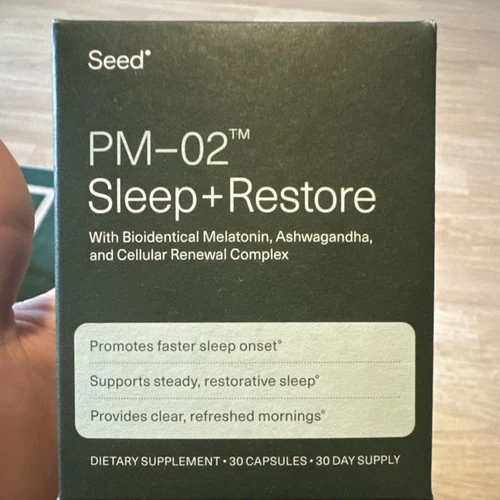 Seed°
PM–02™
Sleep+Restore
With Bioidentical Melatonin, Ashwagandha,
and Cellular Renewal Complex
Promotes faster sleep onset°
Supports steady, restorative sleep°
Provides clear, refreshed mornings°
DIETARY SUPPLEMENT • 30 CAPSULES • 30 DAY SUPPLY